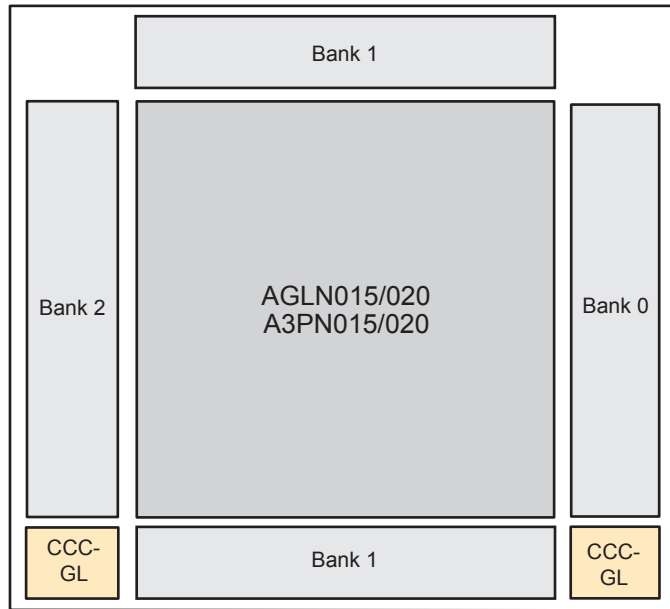 Bank 1
Bank 2
AGLN015/020
A3PN015/020
Bank 0
CCC-
GL
Bank 1
CCC-
GL